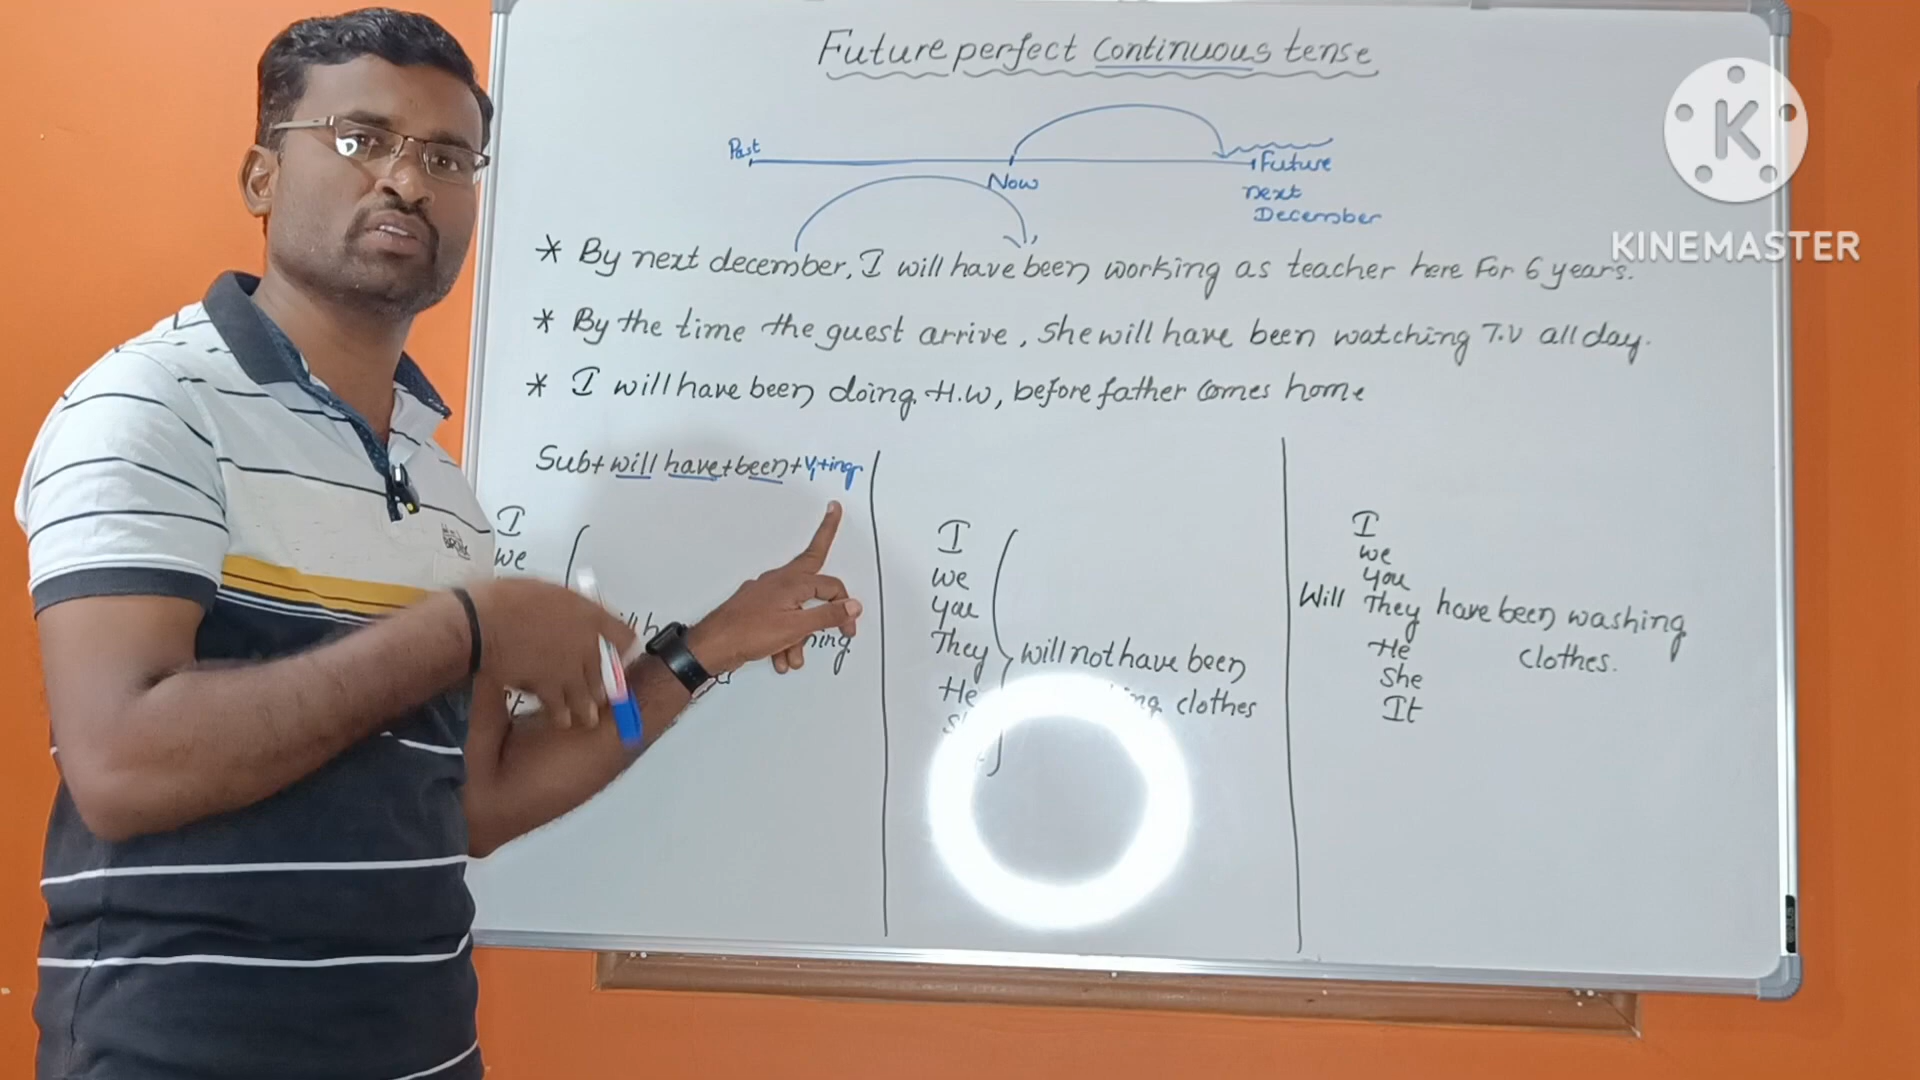 Future perfect continuous tense
Past
Now
Future
next
December
K
KINEMASTER
* By next december, I will have been working as teacher here for 6 years.
* By the time the guest arrive, She will have been watching T.V all day.
* I will have been doing H.W, before father comes home
Sub+ will have+been+V1+ing
I
we
I
we
you
They
He
will not have been
clothes
I
we
you
Will They have been washing
He clothes.
She
It